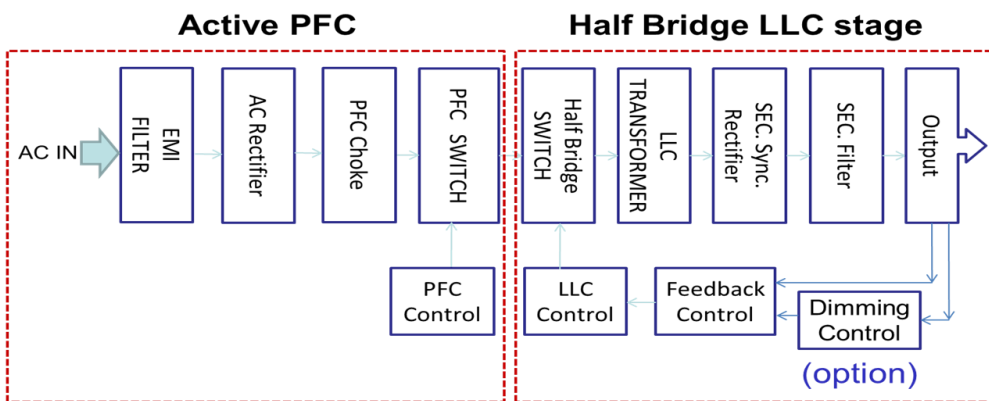 Active PFC
Half Bridge LLC stage
AC IN
EMI
FILTER
AC Rectifier
PFC Choke
PFC SWITCH
Half Bridge
SWITCH
LLC
TRANSFORMER
SEC. Sync.
Rectifier
SEC. Filter
Output
PFC
Control
LLC
Control
Feedback
Control
Dimming
Control
(option)